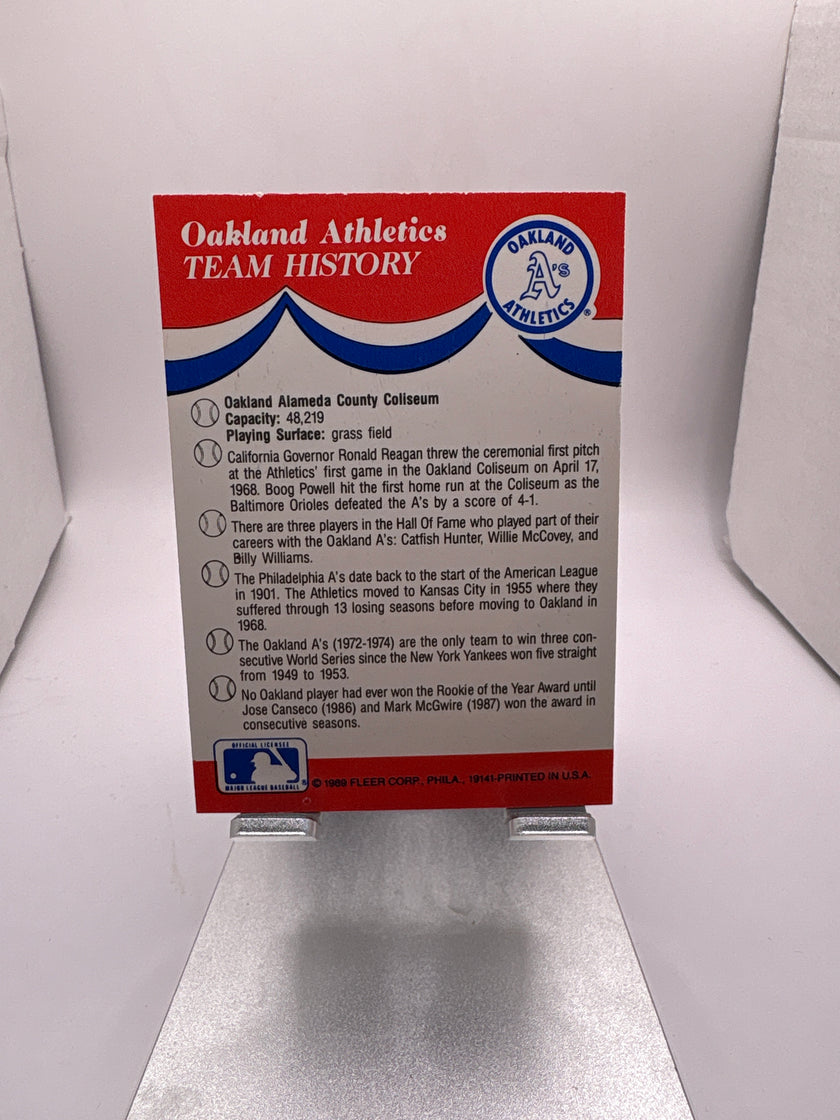 Oakland Athletics
TEAM HISTORY
OAKLAND
A's
ATHLETICS ®
Oakland Alameda County Coliseum
Capacity: 48,219
Playing Surface: grass field
California Governor Ronald Reagan threw the ceremonial first pitch
at the Athletics' first game in the Oakland Coliseum on April 17,
1968. Boog Powell hit the first home run at the Coliseum as the
Baltimore Orioles defeated the A's by a score of 4-1.
There are three players in the Hall Of Fame who played part of their
careers with the Oakland A's: Catfish Hunter, Willie McCovey, and
Billy Williams.
The Philadelphia A's date back to the start of the American League
in 1901. The Athletics moved to Kansas City in 1955 where they
suffered through 13 losing seasons before moving to Oakland in
1968.
The Oakland A's (1972-1974) are the only team to win three con-
secutive World Series since the New York Yankees won five straight
from 1949 to 1953.
No Oakland player had ever won the Rookie of the Year Award until
Jose Canseco (1986) and Mark McGwire (1987) won the award in
consecutive seasons.
OFFICIAL LICENSEE
MAJOR LEAGUE BASEBALL ®
© 1989 FLEER CORP., PHILA., 19141-PRINTED IN U.S.A.